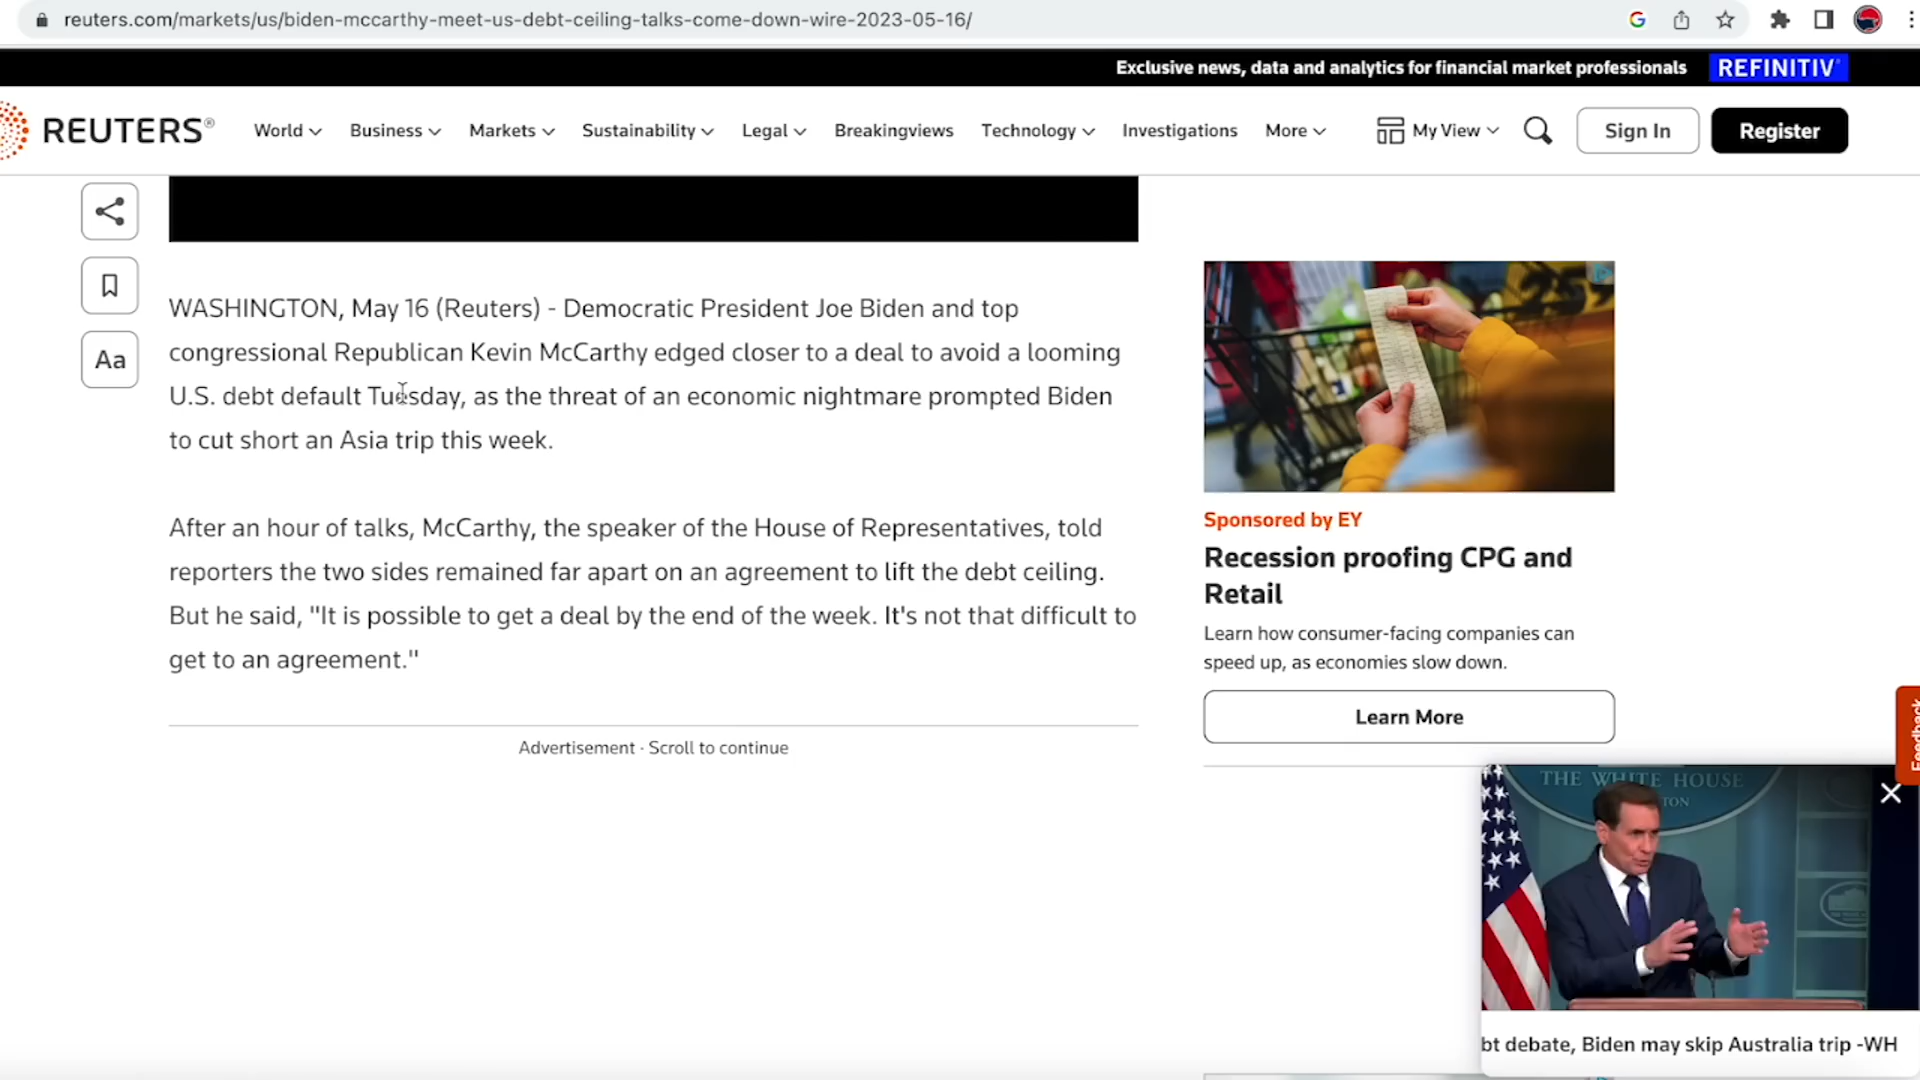 reuters.com/markets/us/biden-mccarthy-meet-us-debt-ceiling-talks-come-down-wire-2023-05-16/
Exclusive news, data and analytics for financial market professionals REFINITIV
REUTERS®
World Business Markets Sustainability Legal Breakingviews Technology Investigations More My View Sign In Register
Aa
WASHINGTON, May 16 (Reuters) - Democratic President Joe Biden and top
congressional Republican Kevin McCarthy edged closer to a deal to avoid a looming
U.S. debt default Tuesday, as the threat of an economic nightmare prompted Biden
to cut short an Asia trip this week.
After an hour of talks, McCarthy, the speaker of the House of Representatives, told
reporters the two sides remained far apart on an agreement to lift the debt ceiling.
But he said, "It is possible to get a deal by the end of the week. It's not that difficult to
get to an agreement."
Advertisement · Scroll to continue
Sponsored by EY
Recession proofing CPG and
Retail
Learn how consumer-facing companies can
speed up, as economies slow down.
Learn More
Feedback
THE WHITE HOUSE
TON
bt debate, Biden may skip Australia trip -WH